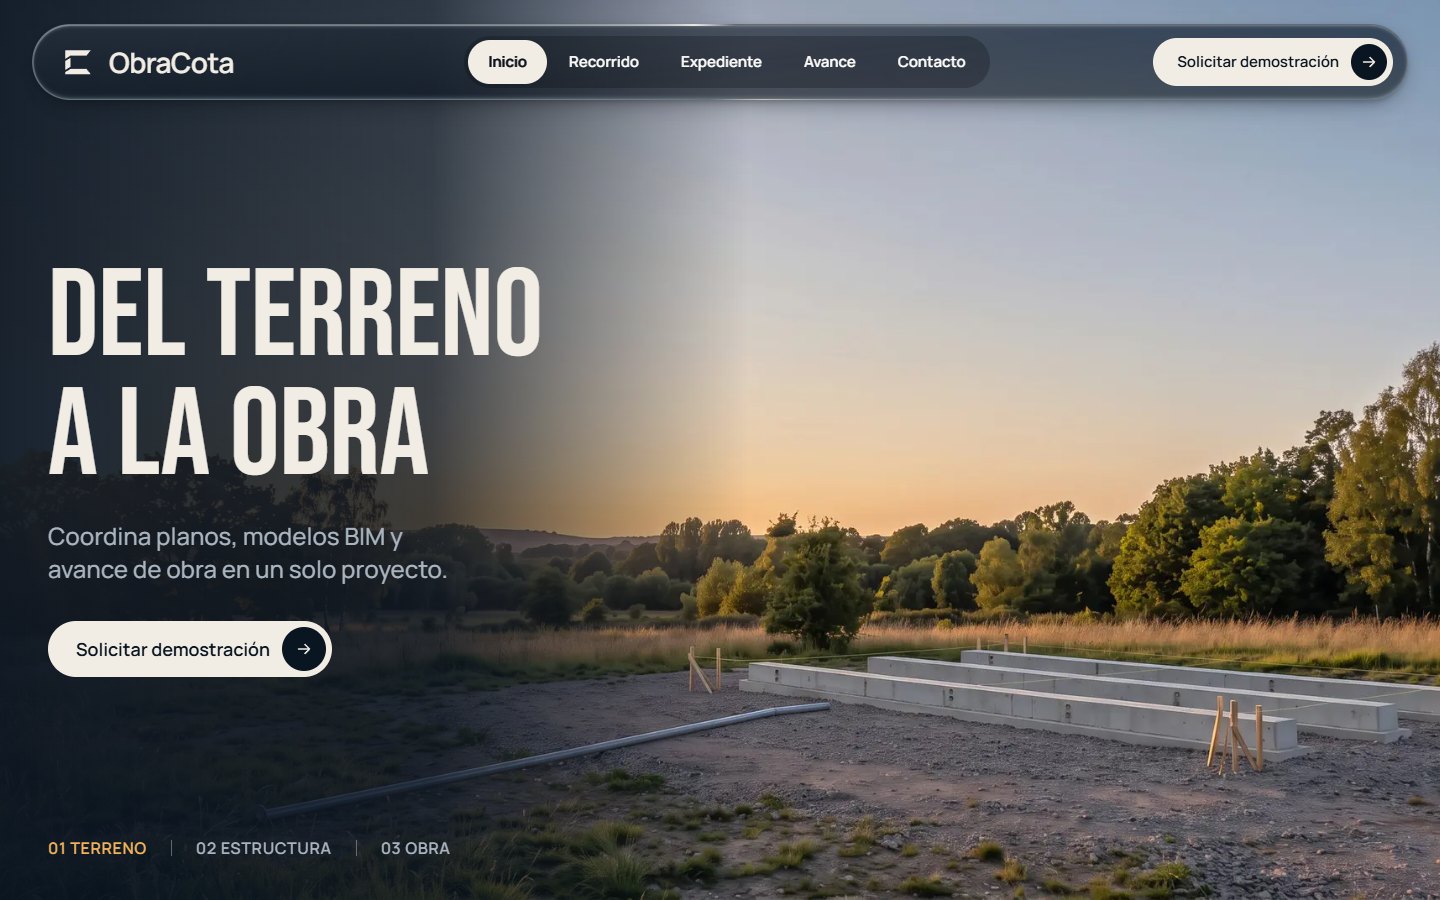 ObraCota
Inicio
Recorrido
Expediente
Avance
Contacto
Solicitar demostración
DEL TERRENO
A LA OBRA
Coordina planos, modelos BIM y
avance de obra en un solo proyecto.
Solicitar demostración
01 TERRENO
02 ESTRUCTURA
03 OBRA